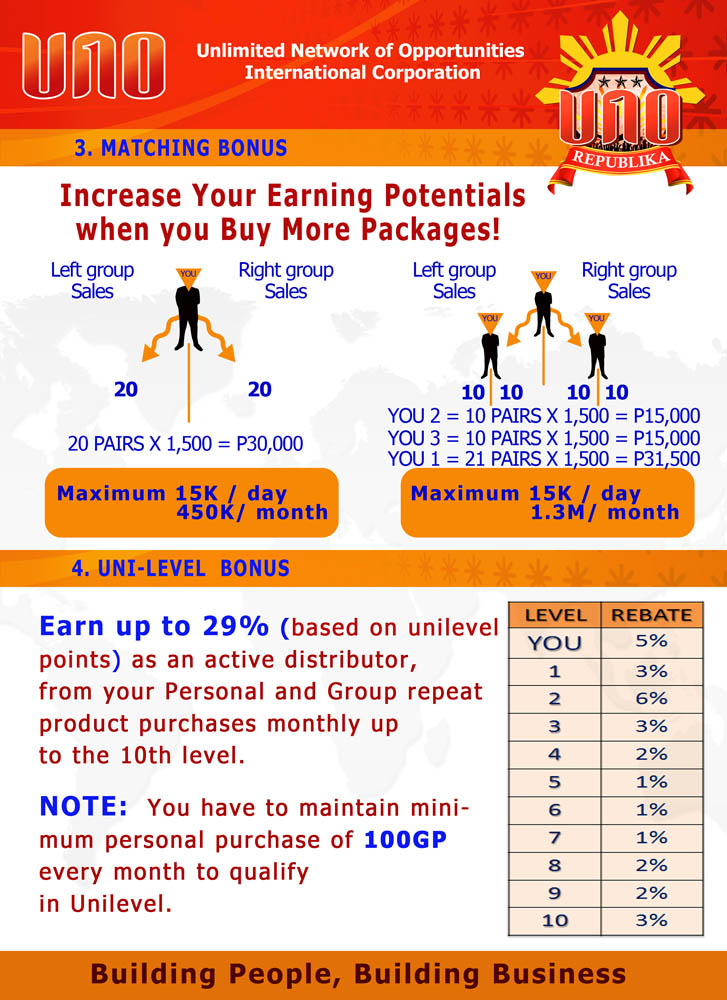 UNO
Unlimited Network of Opportunities
International Corporation
UNO
REPUBLIKA
3. MATCHING BONUS
Increase Your Earning Potentials
when you Buy More Packages!
Left group
Sales
YOU
Right group
Sales
20
20
20 PAIRS X 1,500 = P30,000
Maximum 15K / day
450K/ month
Left group
Sales
YOU
Right group
Sales
YOU
YOU
10 10 10 10
YOU 2 = 10 PAIRS X 1,500 = P15,000
YOU 3 = 10 PAIRS X 1,500 = P15,000
YOU 1 = 21 PAIRS X 1,500 = P31,500
Maximum 15K / day
1.3M/ month
4. UNI-LEVEL BONUS
Earn up to 29% (based on unilevel
points) as an active distributor,
from your Personal and Group repeat
product purchases monthly up
to the 10th level.
NOTE: You have to maintain mini-
mum personal purchase of 100GP
every month to qualify
in Unilevel.
LEVEL REBATE
YOU 5%
1 3%
2 6%
3 3%
4 2%
5 1%
6 1%
7 1%
8 2%
9 2%
10 3%
Building People, Building Business